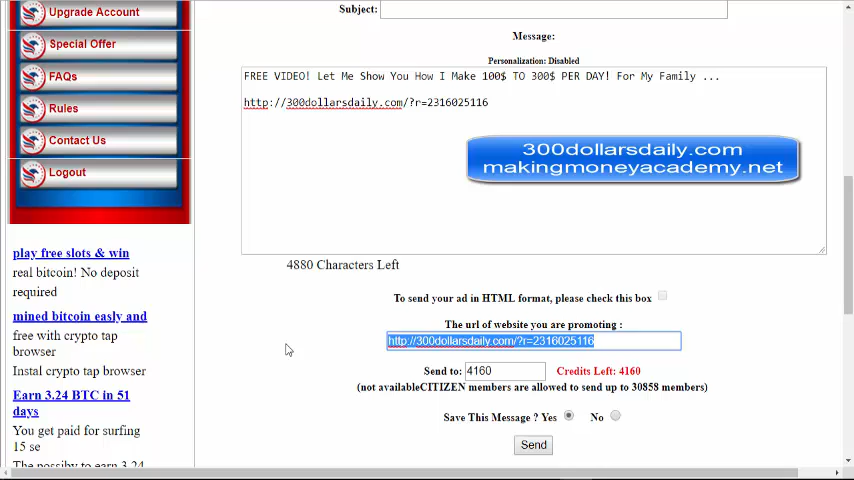 Upgrade Account
Special Offer
FAQs
Rules
Contact Us
Logout
play free slots & win
real bitcoin! No deposit
required
mined bitcoin easly and
free with crypto tap
browser
Instal crypto tap browser
Earn 3.24 BTC in 51
days
You get paid for surfing
15 se
The possiby to earn 3.24
Subject:
Message:
Personalization: Disabled
FREE VIDEO! Let Me Show You How I Make 100$ TO 300$ PER DAY! For My Family ...
http://300dollarsdaily.com/?r=2316025116
300dollarsdaily.com
makingmoneyacademy.net
4880 Characters Left
To send your ad in HTML format, please check this box
The url of website you are promoting :
http://300dollarsdaily.com/?r=2316025116
Send to: 4160 Credits Left: 4160
(not availableCITIZEN members are allowed to send up to 30858 members)
Save This Message ? Yes No
Send